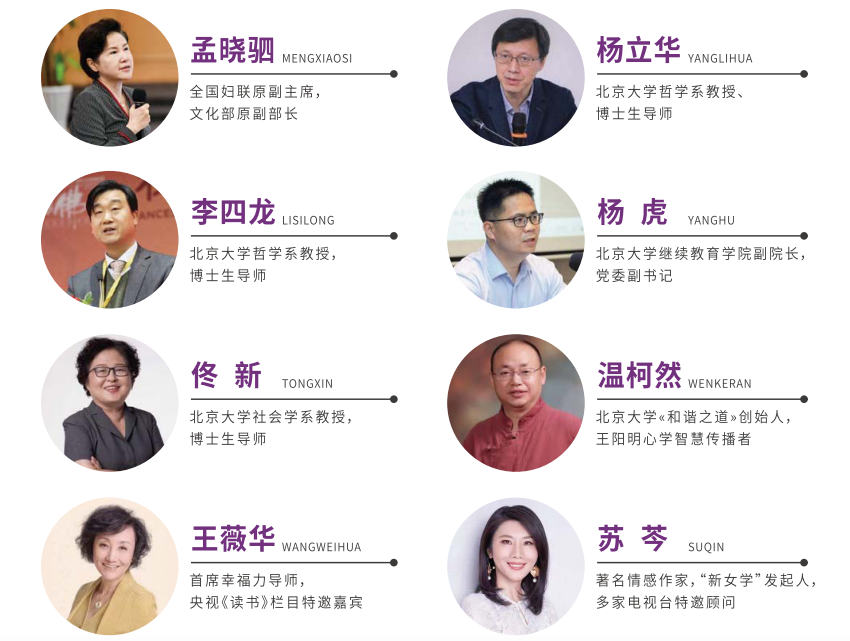 孟晓驷 MENGXIAOSI
全国妇联原副主席，
文化部原副部长
杨立华 YANGLIHUA
北京大学哲学系教授、
博士生导师
李四龙 LISILONG
北京大学哲学系教授，
博士生导师
杨 虎 YANGHU
北京大学继续教育学院副院长，
党委副书记
佟 新 TONGXIN
北京大学社会学系教授，
博士生导师
温柯然 WENKERAN
北京大学«和谐之道»创始人，
王阳明心学智慧传播者
王薇华 WANGWEIHUA
首席幸福力导师，
央视《读书》栏目特邀嘉宾
苏 芩 SUQIN
著名情感作家，“新女学”发起人，
多家电视台特邀顾问